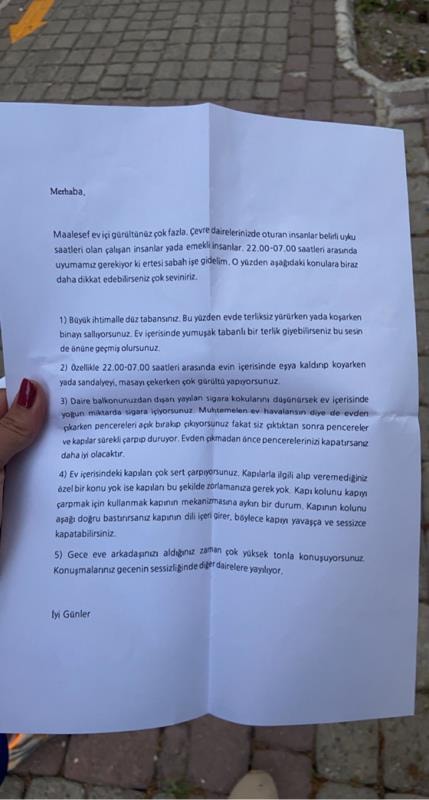 Merhaba,
Maalesef ev içi gürültünüz çok fazla. Çevre dairelerinizde oturan insanlar belirli uyku
saatleri olan çalışan insanlar yada emekli insanlar. 22.00-07.00 saatleri arasında
uyumamız gerekiyor ki ertesi sabah işe gidelim. O yüzden aşağıdaki konulara biraz
daha dikkat edebilirseniz çok seviniriz.
1) Büyük ihtimalle düz tabansınız. Bu yüzden evde terliksiz yürürken yada koşarken
binayı sallıyorsunuz. Ev içerisinde yumuşak tabanlı bir terlik giyebilirseniz bu sesin
de önüne geçmiş olursunuz.
2) Özellikle 22.00-07.00 saatleri arasında evin içerisinde eşya kaldırıp koyarken
yada sandalyeyi, masayı çekerken çok gürültü yapıyorsunuz.
3) Daire balkonunuzdan dışarı yayılan sigara kokularını düşünürsek ev içerisinde
yoğun miktarda sigara içiyorsunuz. Muhtemelen ev havalansın diye de evden
çıkarken pencereleri açık bırakıp çıkıyorsunuz fakat siz çıktıktan sonra pencereler
ve kapılar sürekli çarpıp duruyor. Evden çıkmadan önce pencerelerinizi kapatırsanız
daha iyi olacaktır.
4) Ev içerisindeki kapıları çok sert çarpıyorsunuz. Kapılarla ilgili alıp veremediğiniz
özel bir konu yok ise kapıları bu şekilde zorlamanıza gerek yok. Kapı kolunu kapıyı
çarpmak için kullanmak kapının mekanizmasına aykırı bir durum. Kapının kolunu
aşağı doğru bastırırsanız kapının dili içeri girer, böylece kapıyı yavaşça ve sessizce
kapatabilirsiniz.
5) Gece eve arkadaşınızı aldığınız zaman çok yüksek tonla konuşuyorsunuz.
Konuşmalarınız gecenin sessizliğinde diğer dairelere yayılıyor.
İyi Günler